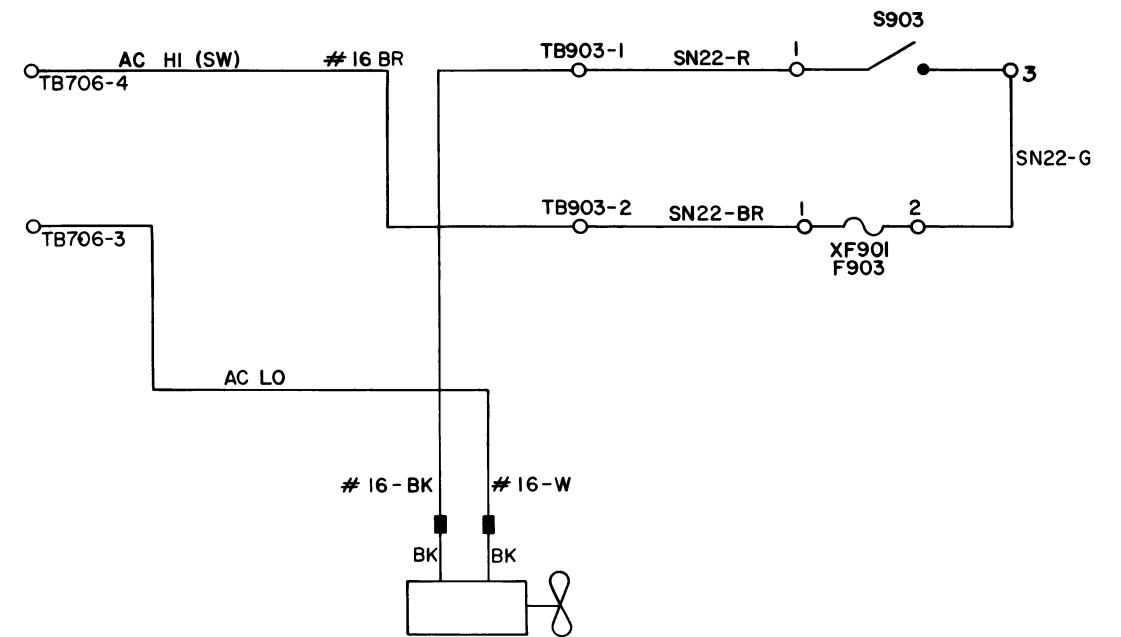 S903
AC HI (SW)
#16 BR
TB903-1
SN22-R
1
3
TB706-4
SN22-G
TB903-2
SN22-BR
1
2
TB706-3
XF901
F903
AC LO
#16-BK
#16-W
BK
BK